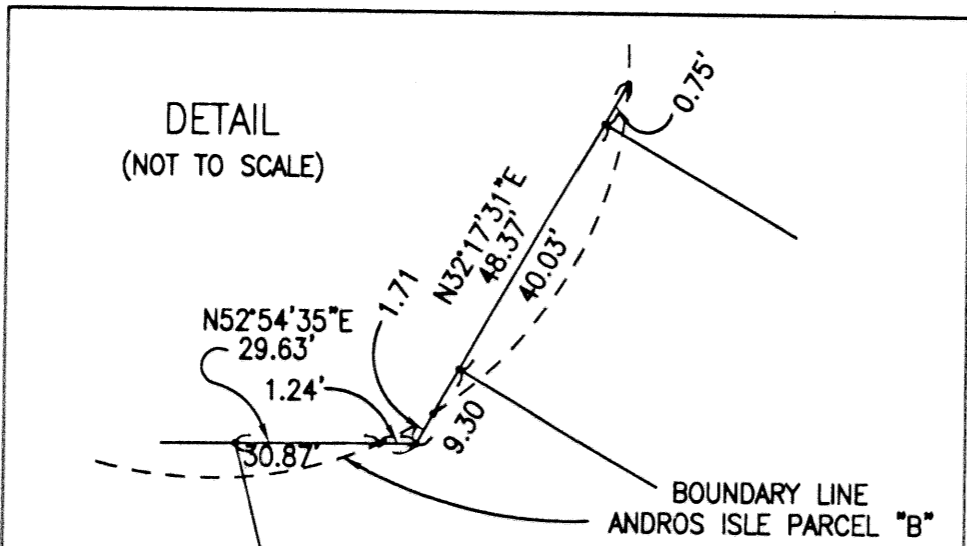 DETAIL
(NOT TO SCALE)
0.75'
N32°17'31"E
48.37'
40.03'
1.71
N52°54'35"E
29.63'
1.24'
9.30
30.87'
BOUNDARY LINE
ANDROS ISLE PARCEL "B"